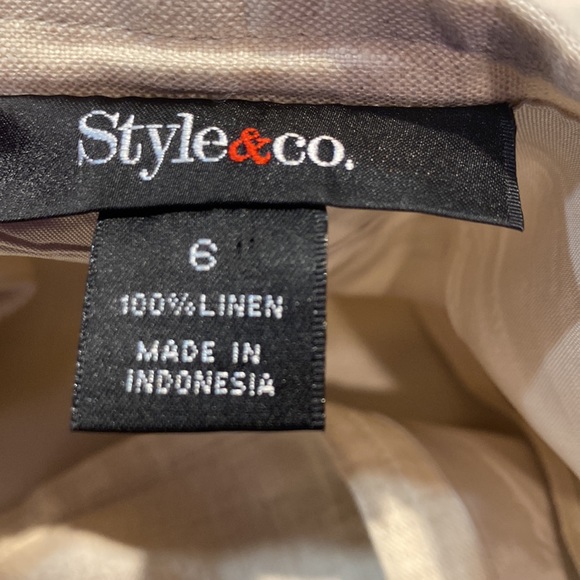 Style&co.
6
100% LINEN
MADE IN
INDONESIA